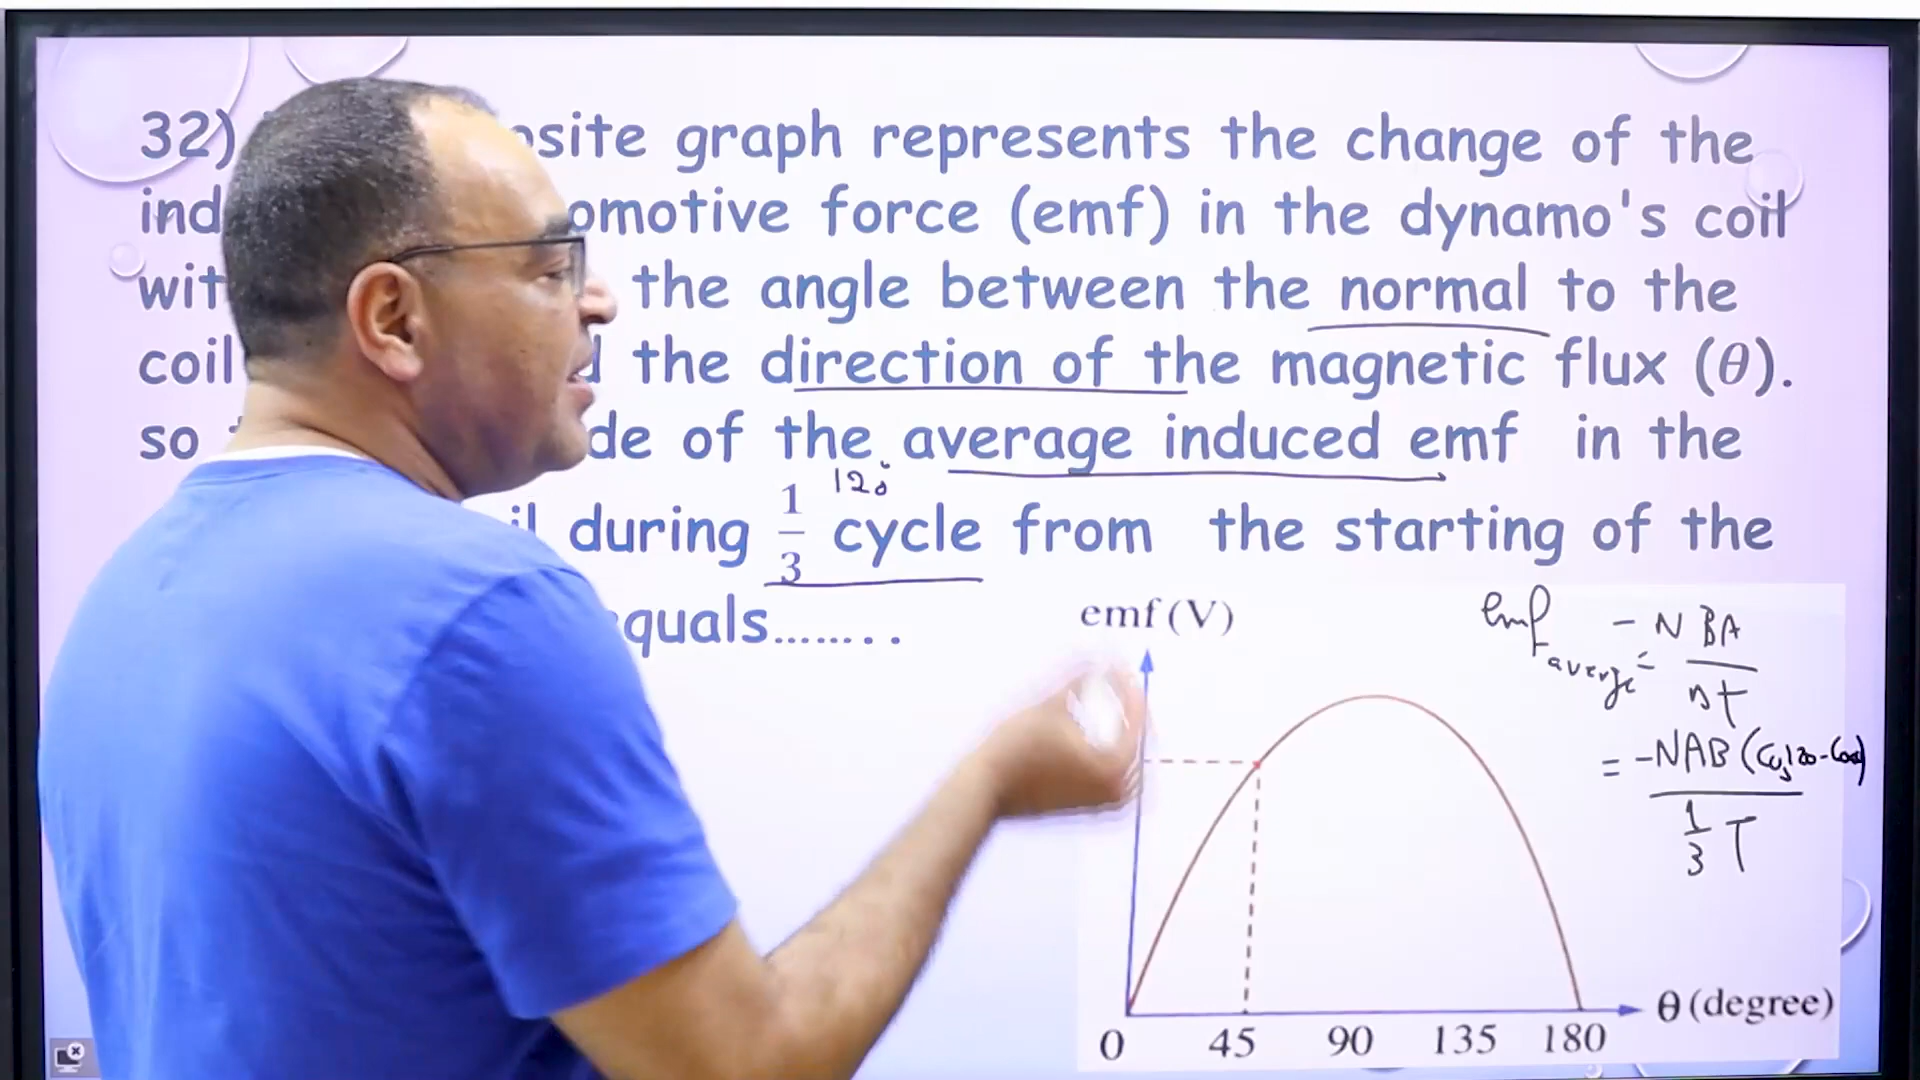 32) osite graph represents the change of the
ind omotive force (emf) in the dynamo's coil
wit the angle between the normal to the
coil the direction of the magnetic flux (θ).
so de of the average induced emf in the
120°
during 1/3 cycle from the starting of the
quals........
emf (V)
0 45 90 135 180
θ (degree)
emf average = - N BA / Δt
= -NAB (Cos120 - Cos0) / 1/3 T